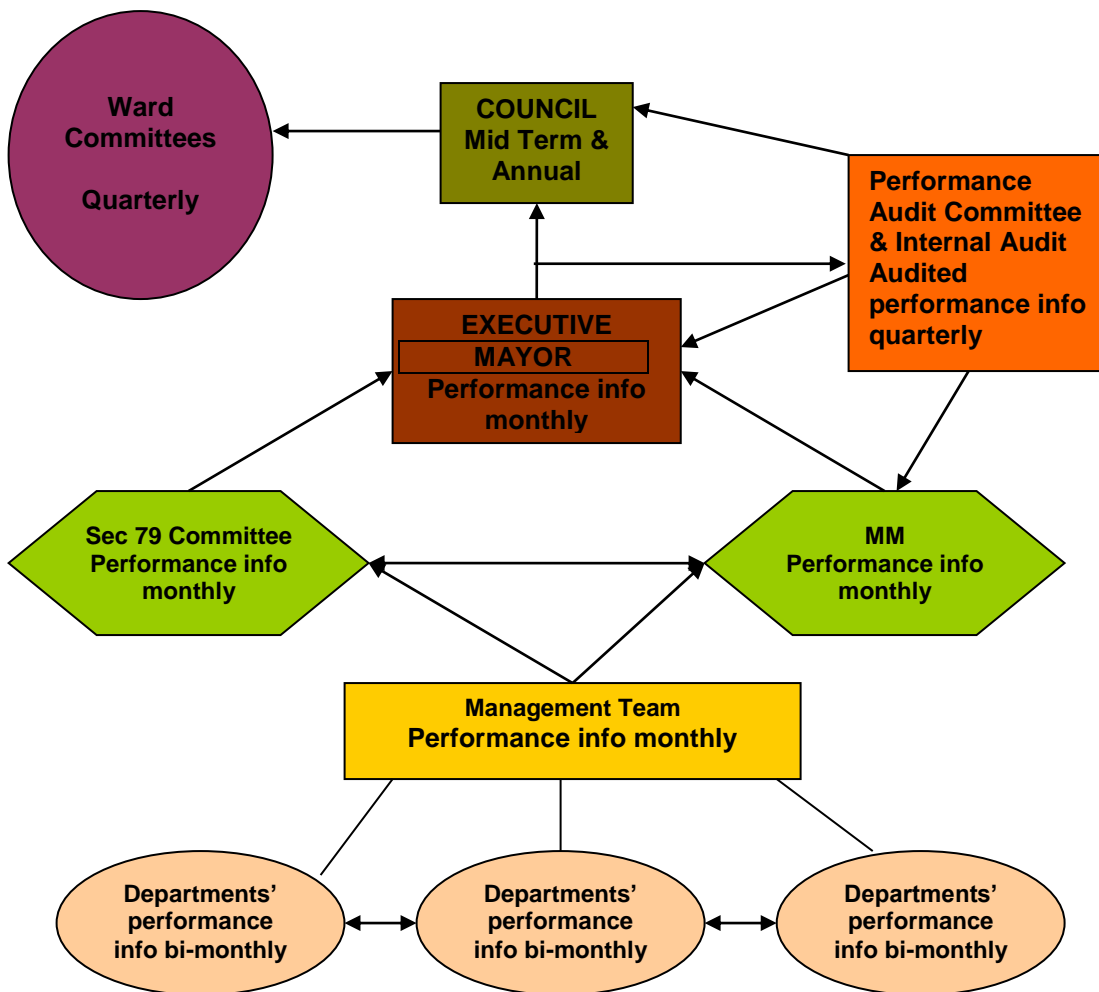 Ward
Committees
Quarterly
COUNCIL
Mid Term &
Annual
Performance
Audit Committee
& Internal Audit
Audited
performance info
quarterly
EXECUTIVE
MAYOR
Performance info
monthly
Sec 79 Committee
Performance info
monthly
MM
Performance info
monthly
Management Team
Performance info monthly
Departments’
performance
info bi-monthly
Departments’
performance
info bi-monthly
Departments’
performance
info bi-monthly